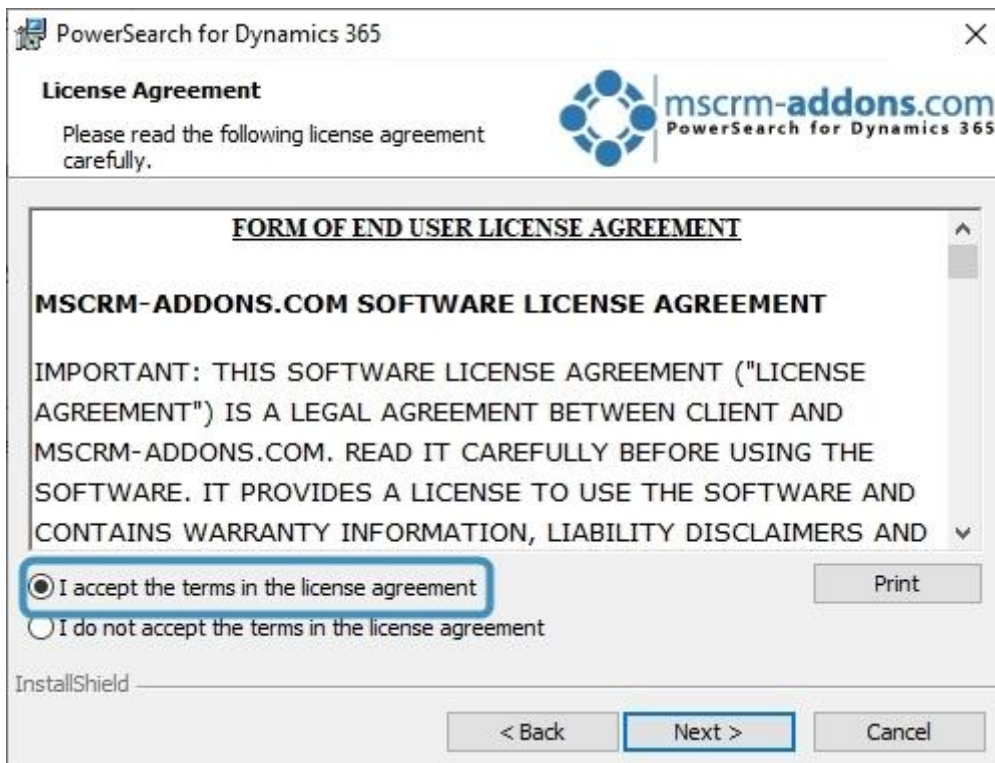 PowerSearch for Dynamics 365
License Agreement
Please read the following license agreement
carefully.
mscrm-addons.com
PowerSearch for Dynamics 365
FORM OF END USER LICENSE AGREEMENT
MSCRM-ADDONS.COM SOFTWARE LICENSE AGREEMENT
IMPORTANT: THIS SOFTWARE LICENSE AGREEMENT ("LICENSE
AGREEMENT") IS A LEGAL AGREEMENT BETWEEN CLIENT AND
MSCRM-ADDONS.COM. READ IT CAREFULLY BEFORE USING THE
SOFTWARE. IT PROVIDES A LICENSE TO USE THE SOFTWARE AND
CONTAINS WARRANTY INFORMATION, LIABILITY DISCLAIMERS AND
I accept the terms in the license agreement
Print
I do not accept the terms in the license agreement
InstallShield
< Back
Next >
Cancel